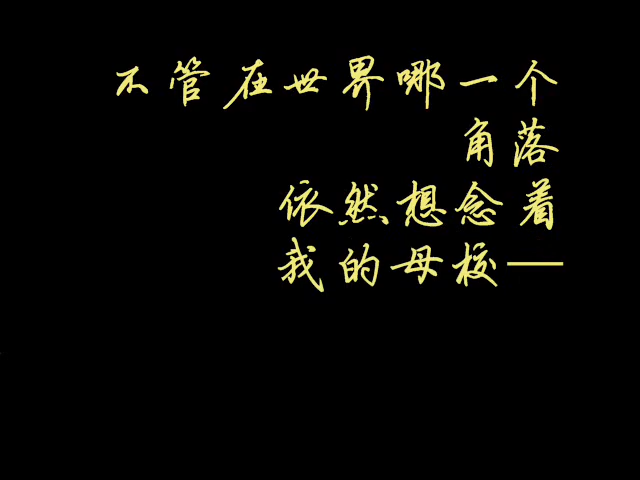 不管在世界哪一个
角落
依然想念着
我的母校——